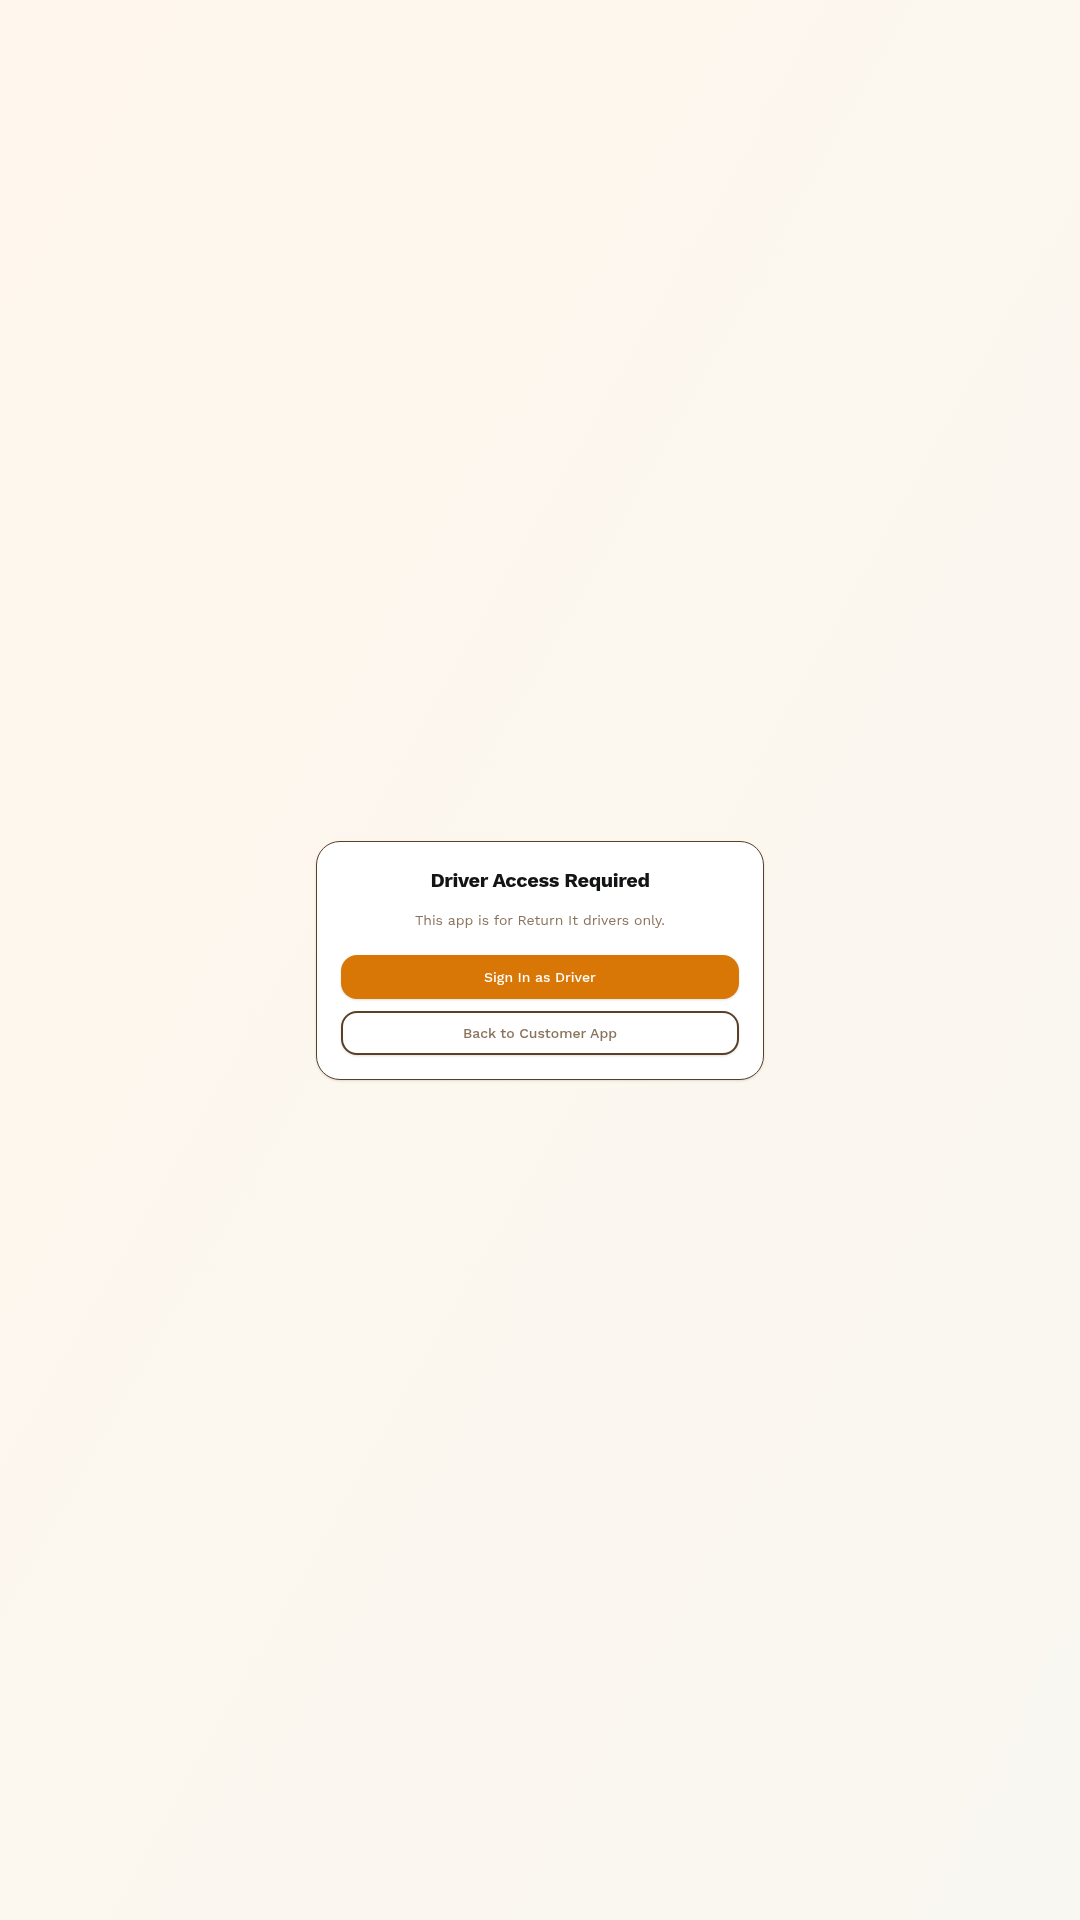 Driver Access Required
This app is for Return It drivers only.
Sign In as Driver
Back to Customer App